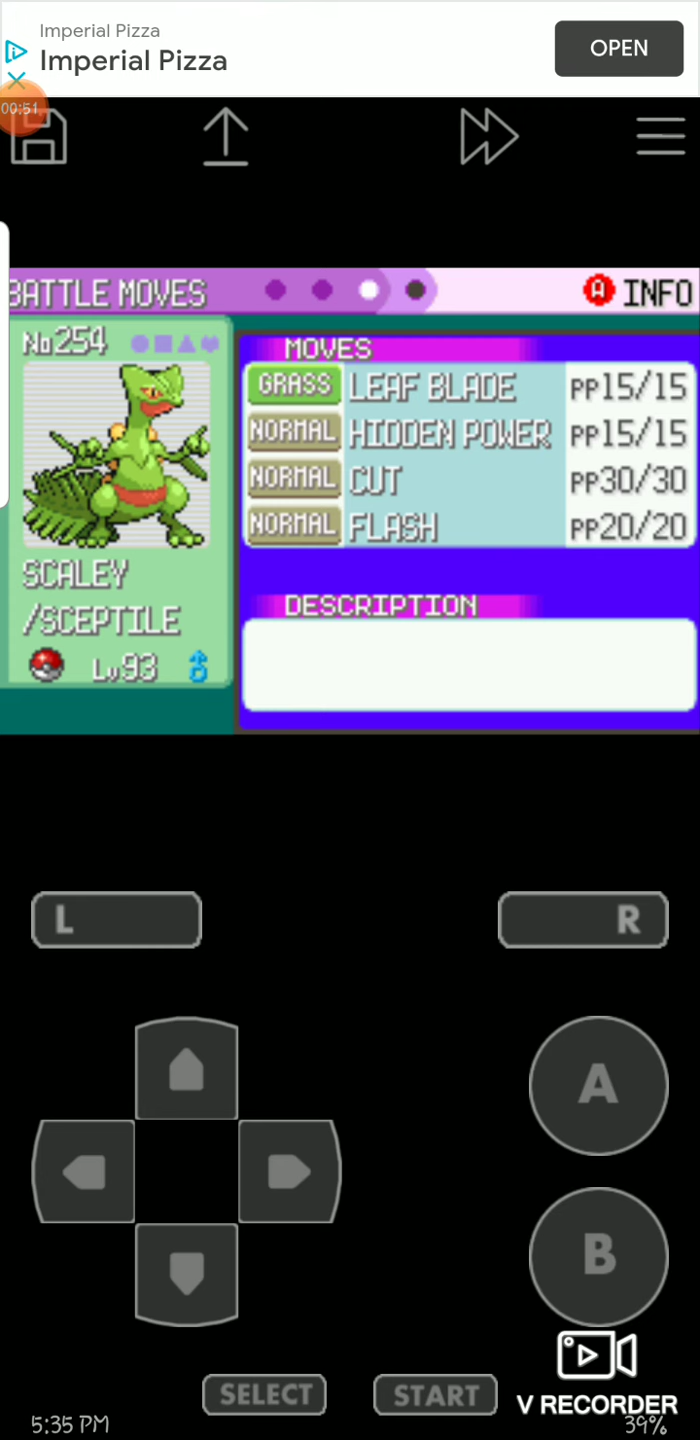 Imperial Pizza
Imperial Pizza
OPEN
00:51
BATTLE MOVES
A INFO
No254
MOVES
GRASS LEAF BLADE PP15/15
NORMAL HIDDEN POWER PP15/15
NORMAL CUT PP30/30
NORMAL FLASH PP20/20
SCALEY
/SCEPTILE
Lv93 ♂
DESCRIPTION
L
R
A
B
SELECT
START
V RECORDER
5:35 PM
39%